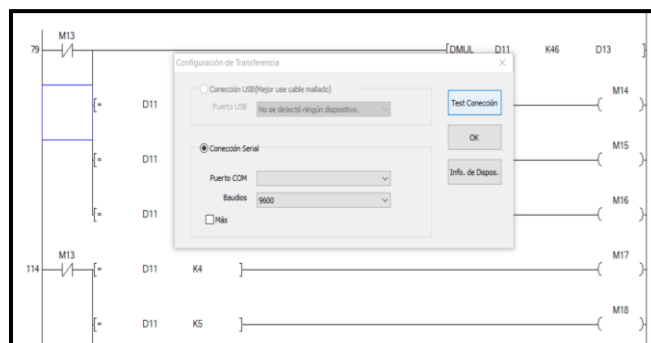 M13
79 [DMUL D11 K46 D13 ]
Configuración de Transferencia
Conección USB(Mejor use cable mallado)
Puerto USB No se detectó ningún dispositivo.
Test Conección
OK
Info. de Dispos.
Conección Serial
Puerto COM
Baudios 9600
Más
[= D11 M14
[= D11 M15
[= D11 M16
M13 M17
114 [= D11 K4 ]
M18
[= D11 K5 ]